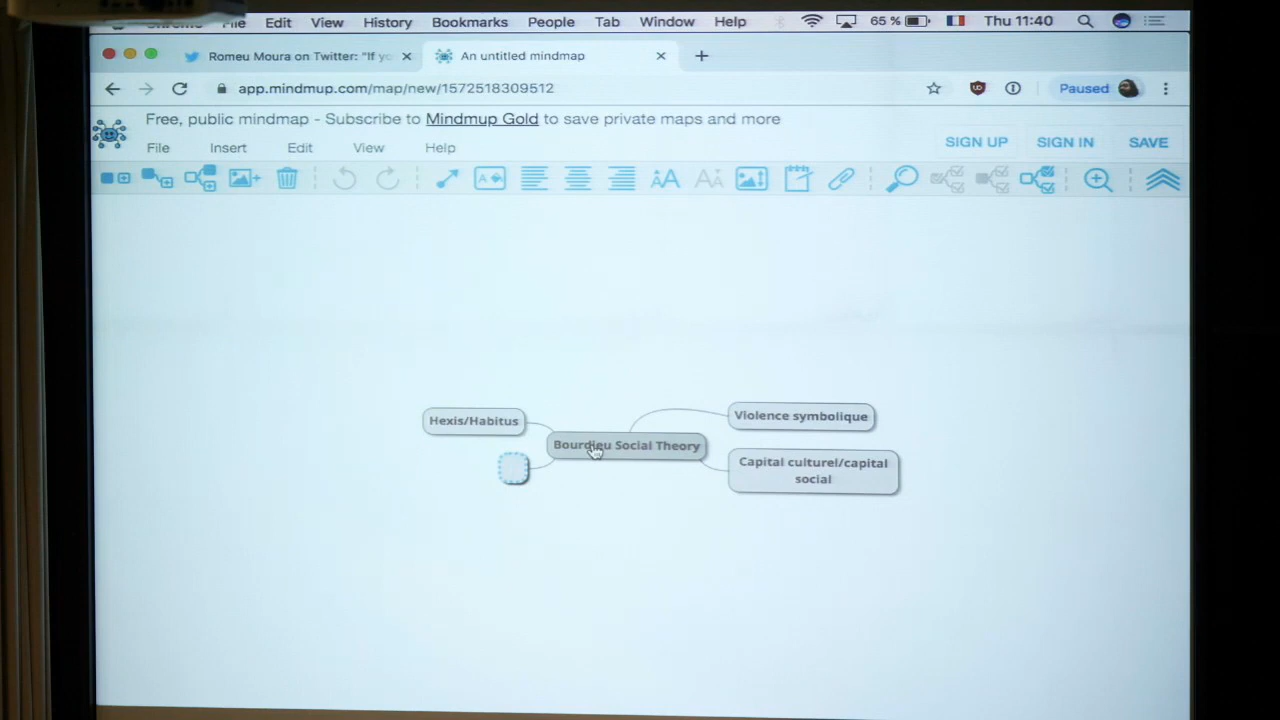 File Edit View History Bookmarks People Tab Window Help 65 % Thu 11:40
Romeu Moura on Twitter: "If yo
An untitled mindmap
app.mindmup.com/map/new/1572518309512
Paused
Free, public mindmap - Subscribe to Mindmup Gold to save private maps and more
File Insert Edit View Help
SIGN UP SIGN IN SAVE
Hexis/Habitus
Violence symbolique
Bourdieu Social Theory
Capital culturel/capital
social